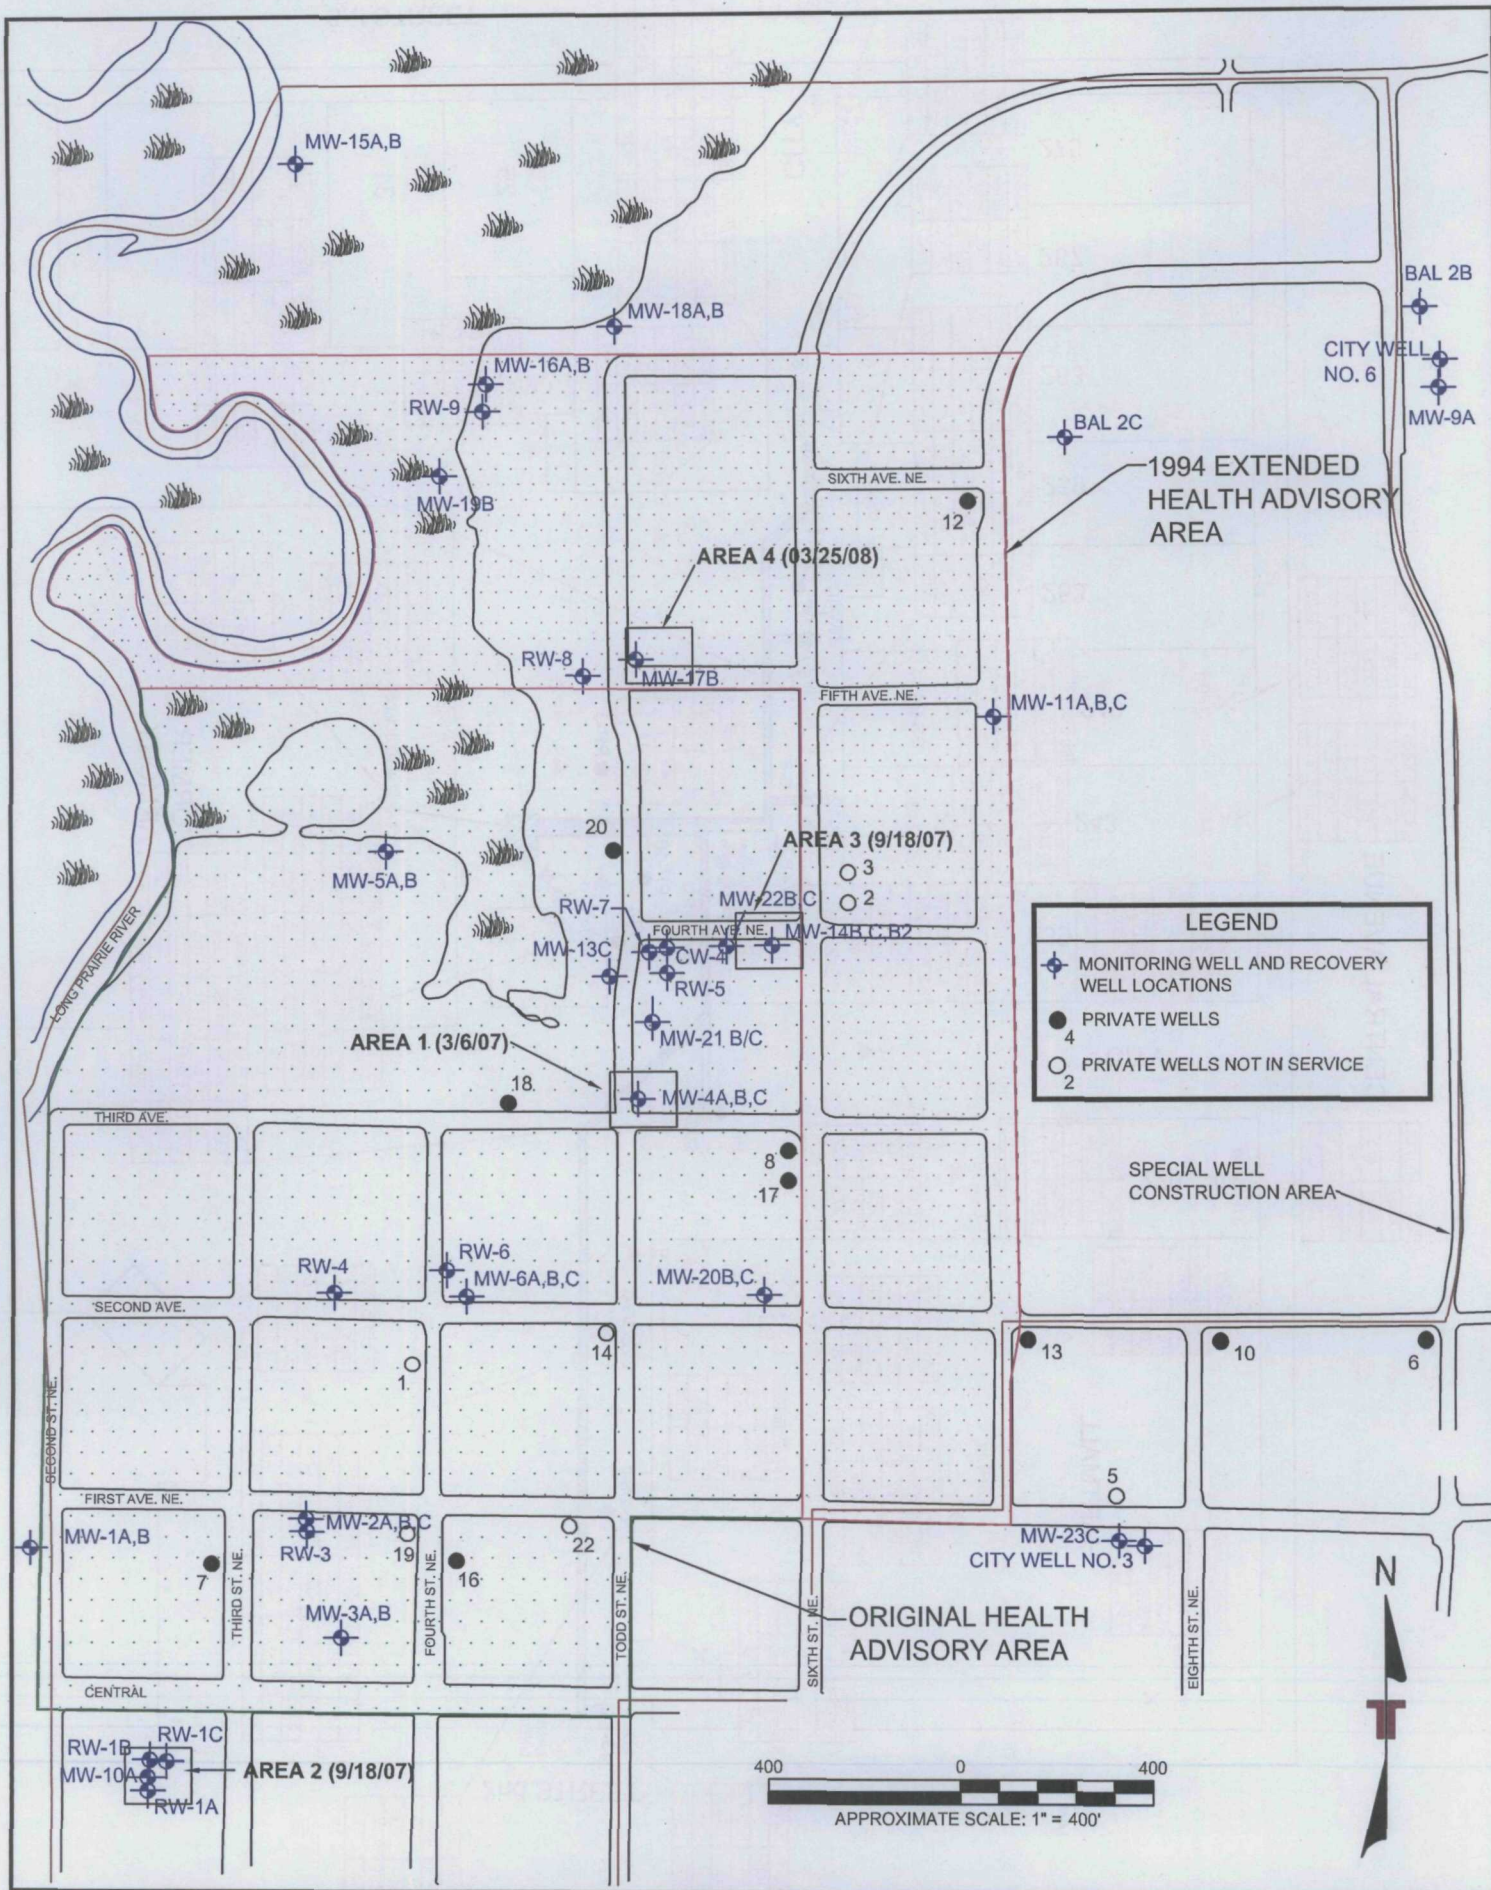 MW-15A,B
BAL 2B
MW-18A,B
CITY WELL
NO. 6
MW-16A,B
RW-9
MW-9A
BAL 2C
1994 EXTENDED
HEALTH ADVISORY
AREA
SIXTH AVE. NE.
MW-19B
12
AREA 4 (03/25/08)
RW-8
MW-17B
FIFTH AVE. NE.
MW-11A,B,C
20
AREA 3 (9/18/07)
3
MW-5A,B
MW-22B,C
2
RW-7
FOURTH AVE. NE.
MW-14B,C,B2
MW-13C
CW-4
RW-5
LONG PRAIRIE RIVER
MW-21 B/C
AREA 1 (3/6/07)
LEGEND
MONITORING WELL AND RECOVERY
WELL LOCATIONS
PRIVATE WELLS
4
PRIVATE WELLS NOT IN SERVICE
2
18
MW-4A,B,C
THIRD AVE.
8
17
SPECIAL WELL
CONSTRUCTION AREA
RW-6
RW-4
MW-6A,B,C
MW-20B,C
SECOND AVE.
14
13
10
6
1
SECOND ST. NE.
5
FIRST AVE. NE.
MW-1A,B
MW-2A,B,C
RW-3
19
22
MW-23C
CITY WELL NO. 3
7
16
THIRD ST. NE.
FOURTH ST. NE.
TODD ST. NE.
SIXTH ST. NE.
EIGHTH ST. NE.
N
MW-3A,B
ORIGINAL HEALTH
ADVISORY AREA
CENTRAL
RW-1B
RW-1C
MW-10A
AREA 2 (9/18/07)
RW-1A
400
0
400
APPROXIMATE SCALE: 1" = 400'
T